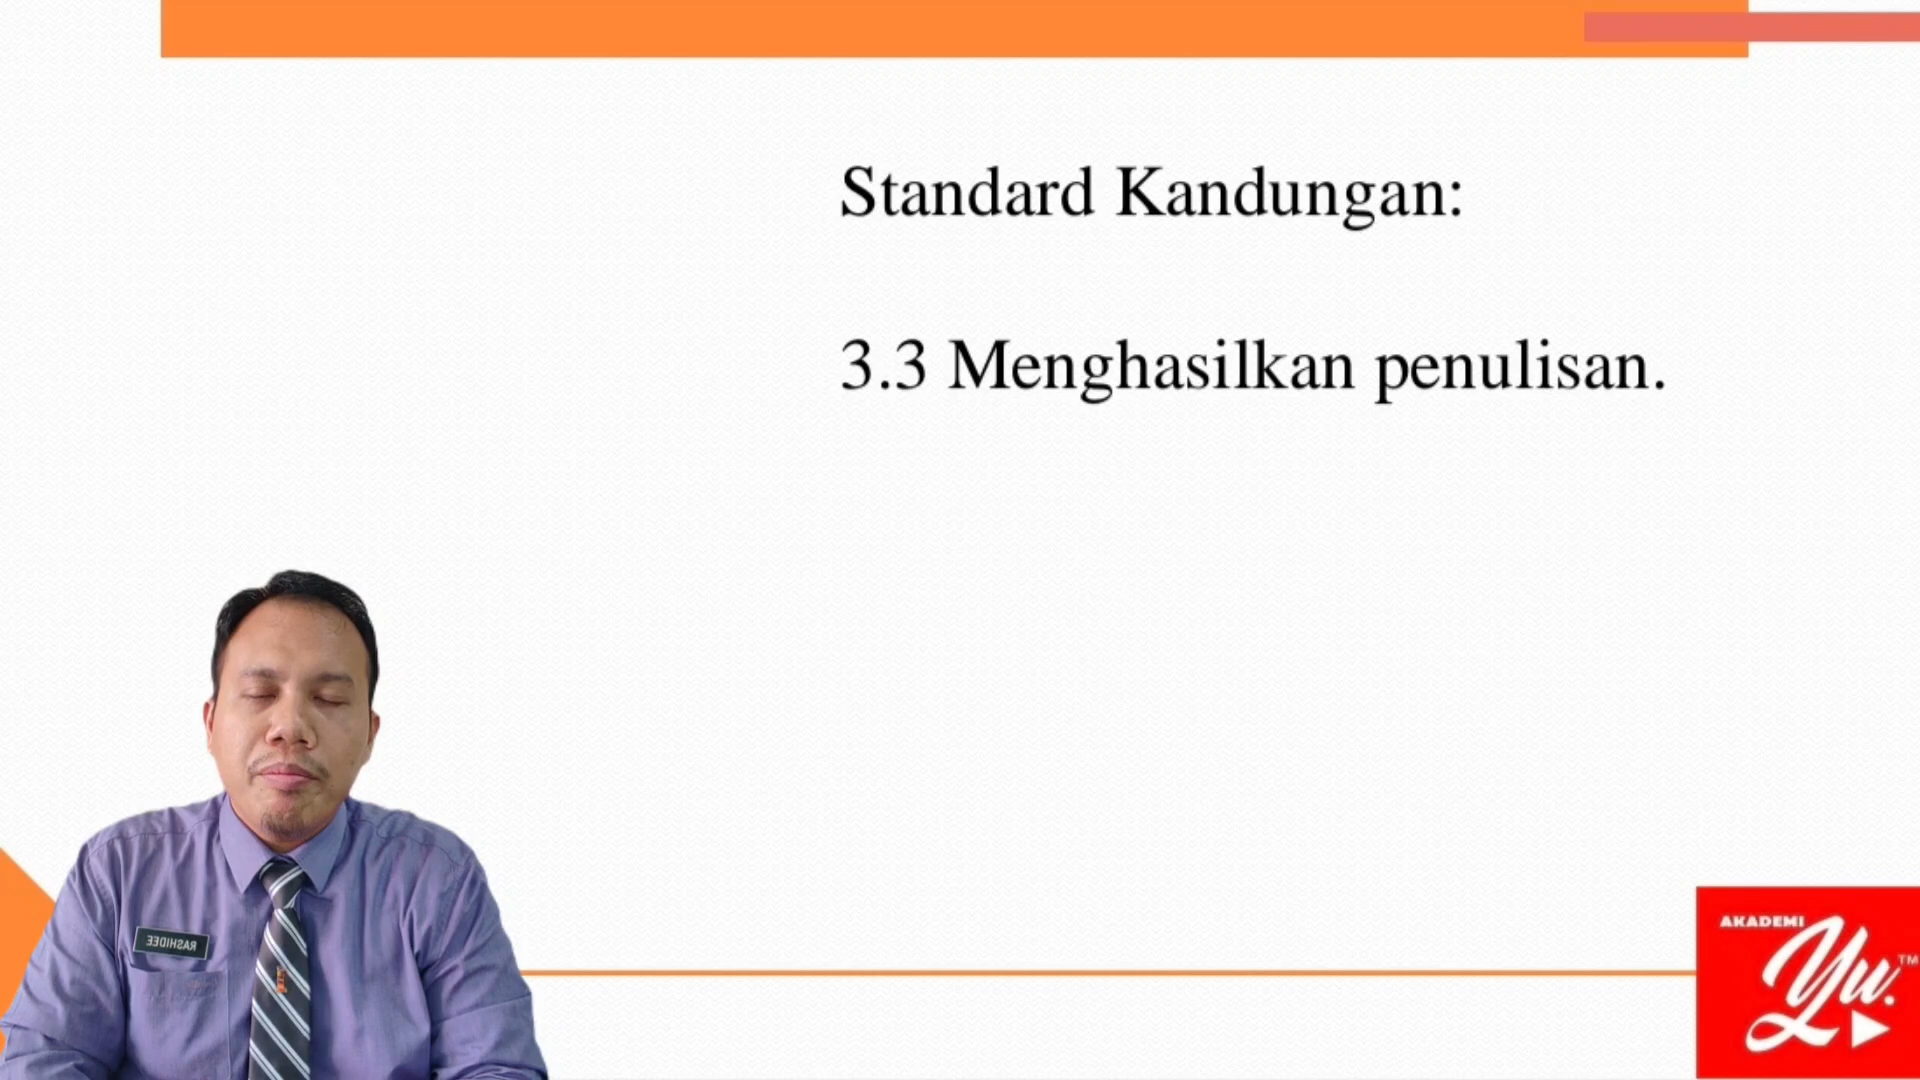 Standard Kandungan:
3.3 Menghasilkan penulisan.
RASHIDEE
AKADEMI
Yu.
TM